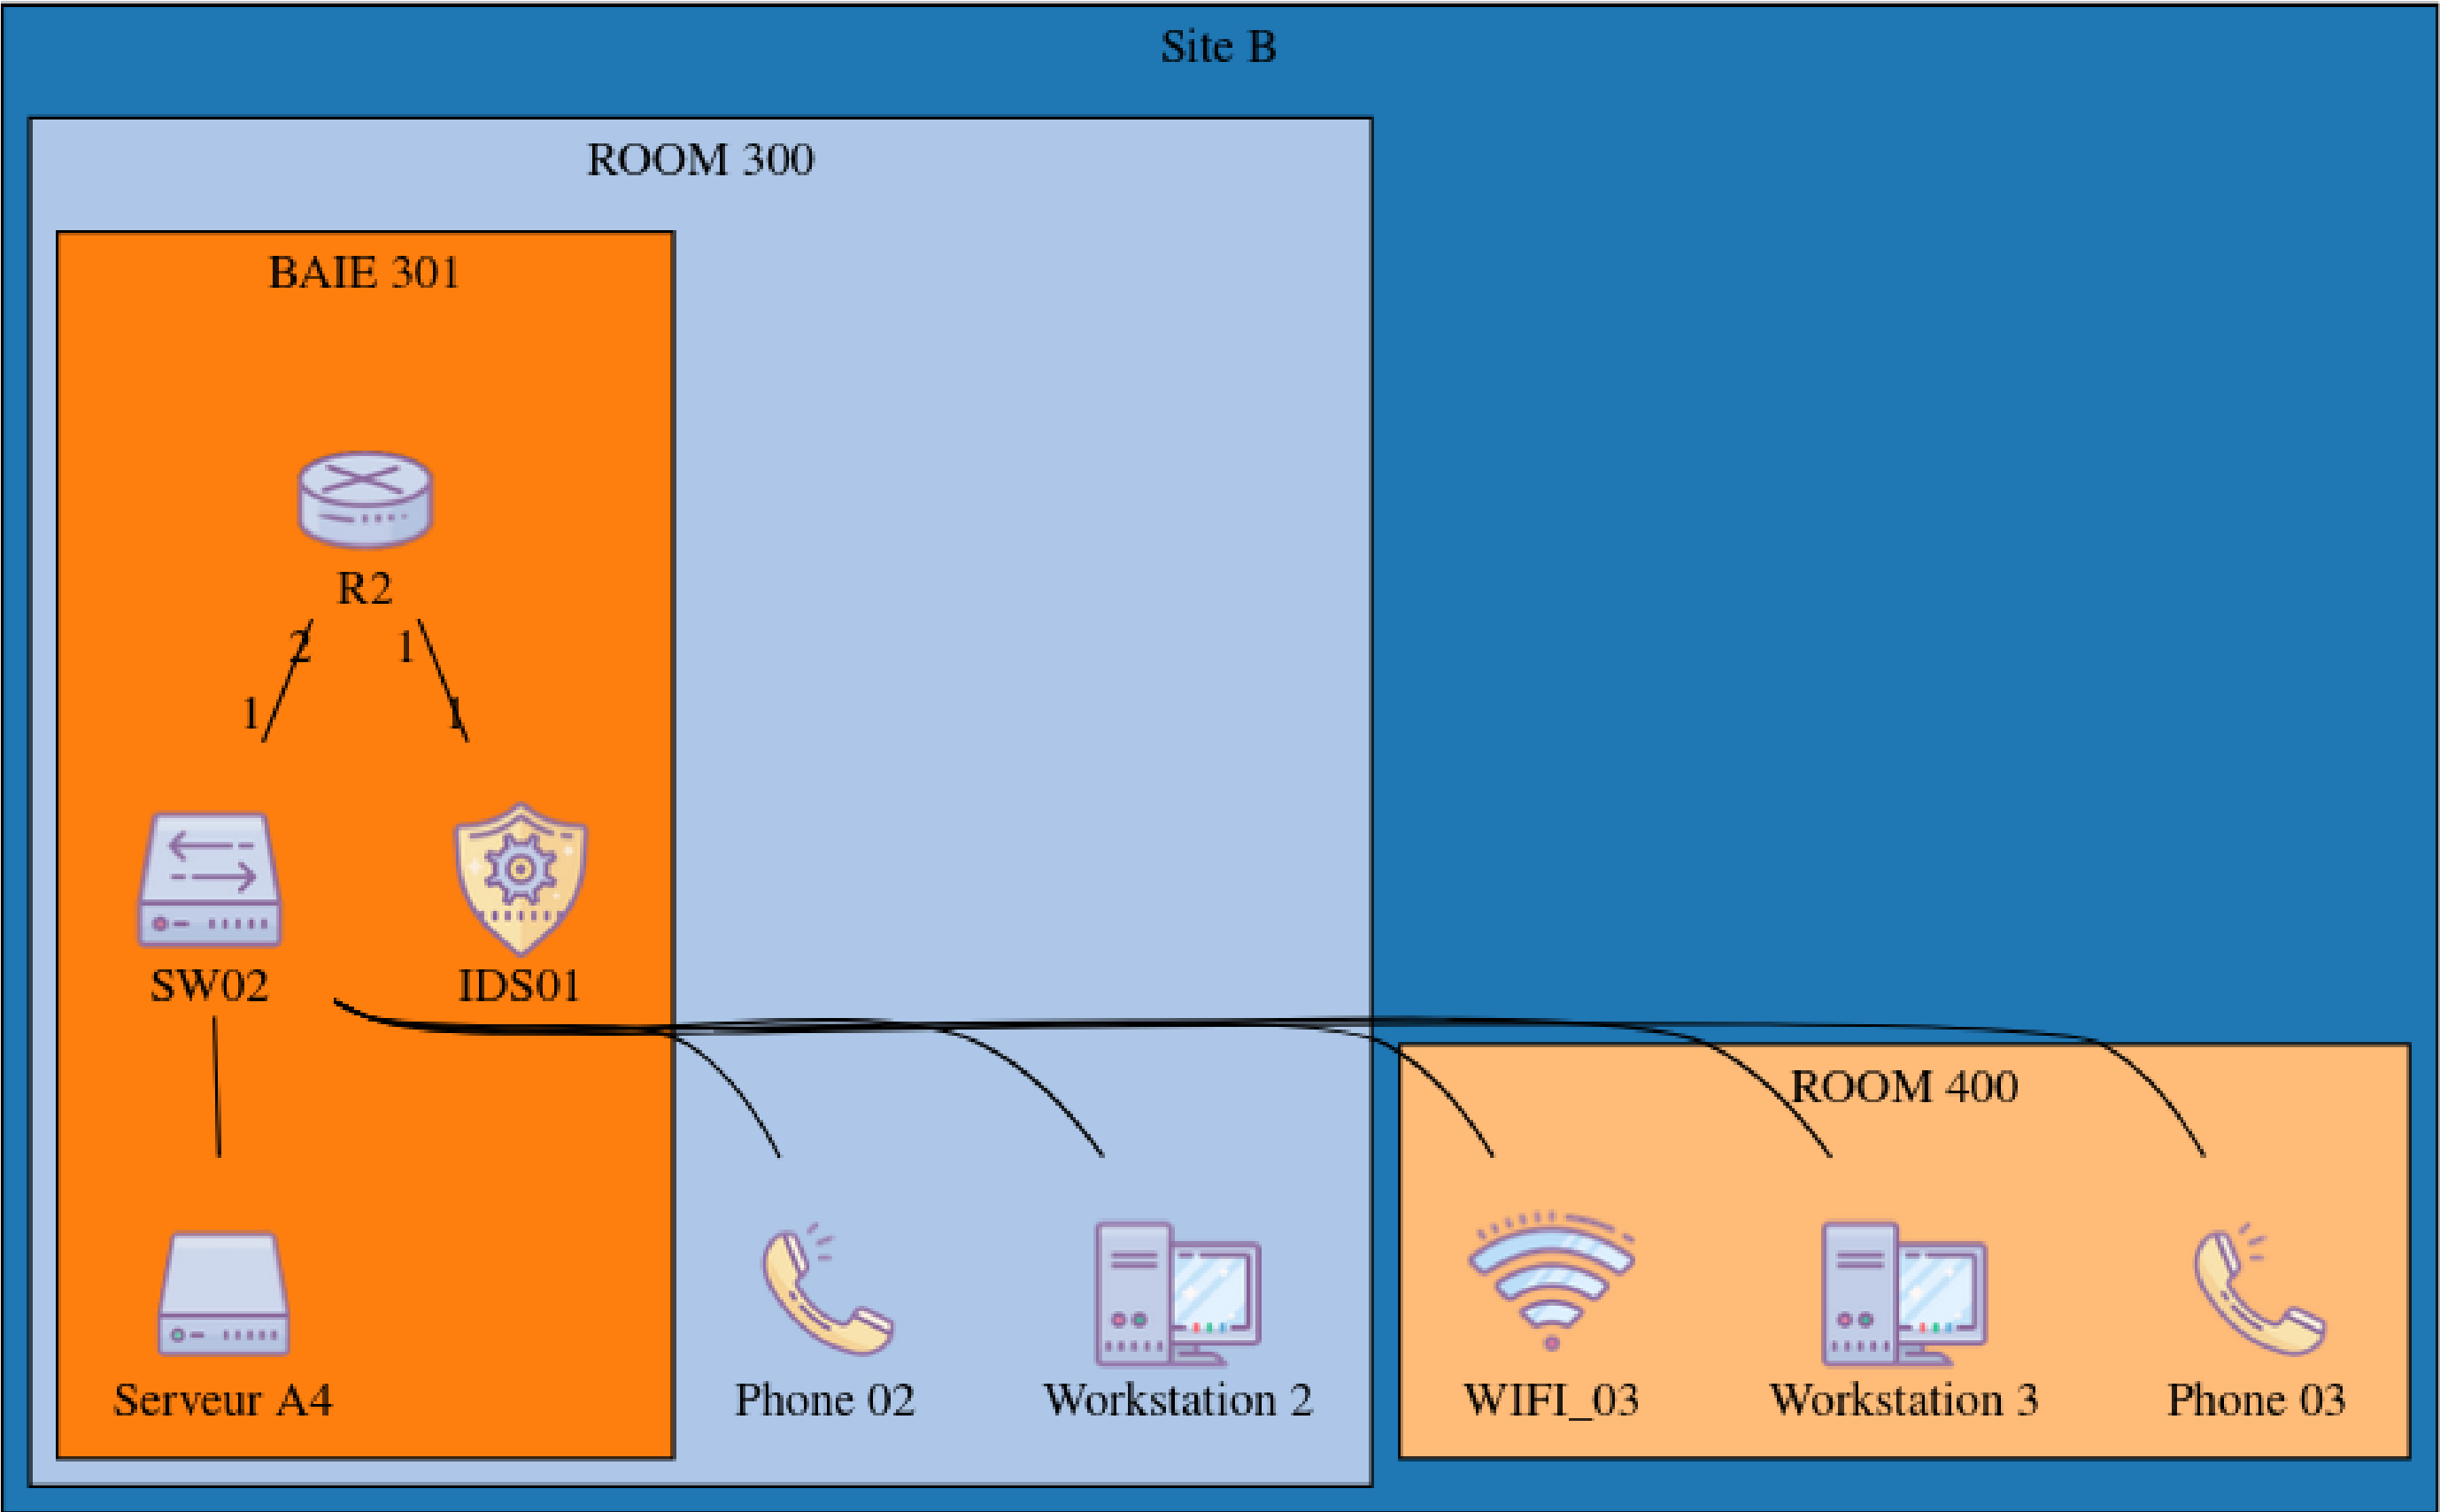 Site B
ROOM 300
BAIE 301
R2
2 1
1 1
SW02 IDS01
ROOM 400
Serveur A4 Phone 02 Workstation 2 WIFI_03 Workstation 3 Phone 03